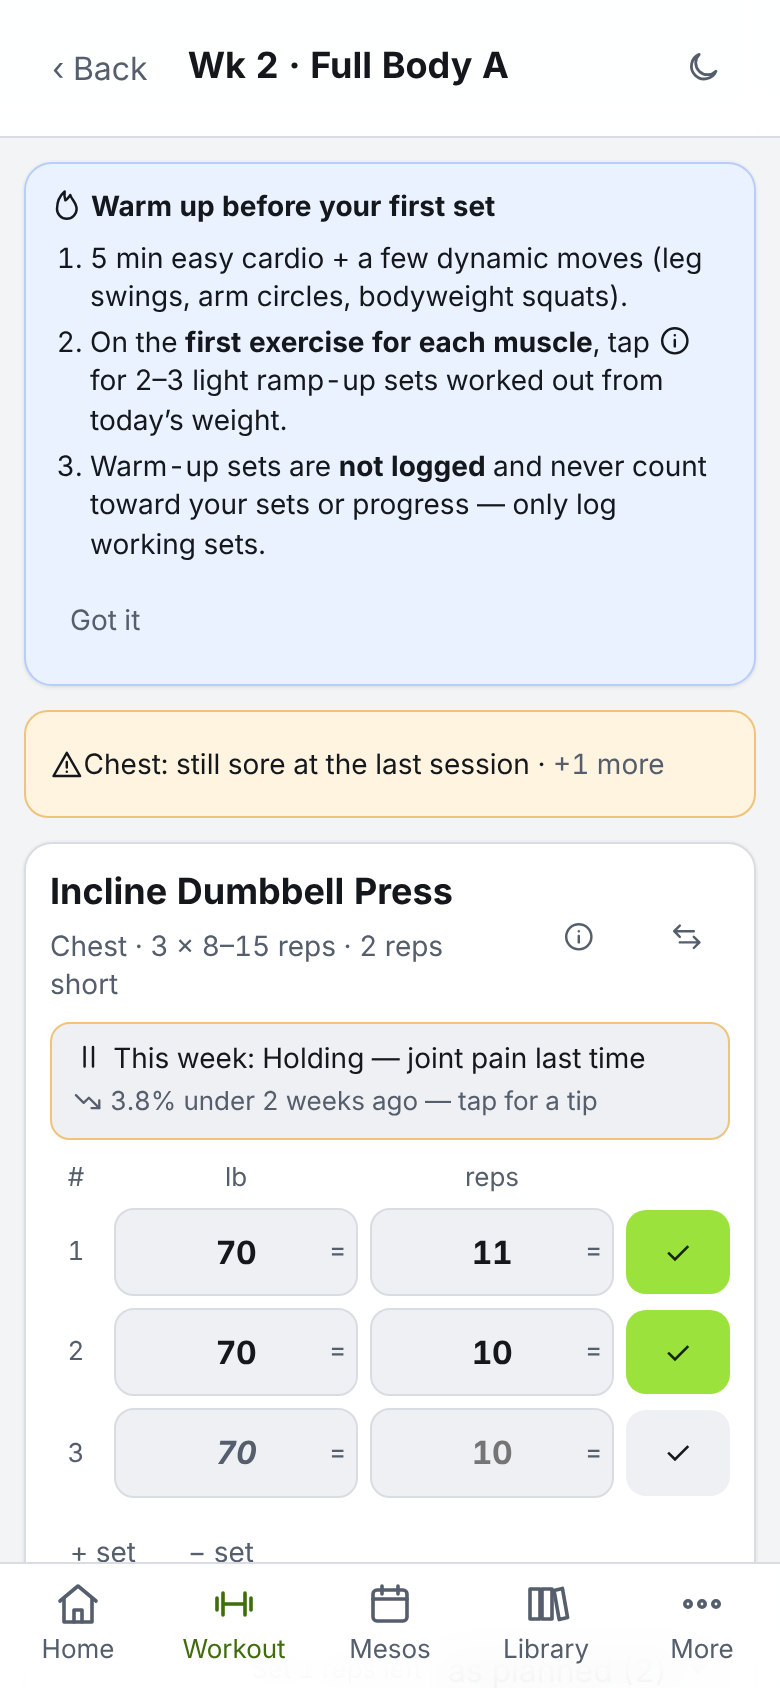 ‹ Back Wk 2 · Full Body A
Warm up before your first set
1. 5 min easy cardio + a few dynamic moves (leg
swings, arm circles, bodyweight squats).
2. On the first exercise for each muscle, tap ⓘ
for 2–3 light ramp-up sets worked out from
today’s weight.
3. Warm-up sets are not logged and never count
toward your sets or progress — only log
working sets.
Got it
Chest: still sore at the last session · +1 more
Incline Dumbbell Press
Chest · 3 × 8–15 reps · 2 reps
short
This week: Holding — joint pain last time
3.8% under 2 weeks ago — tap for a tip
# lb reps
1 70 = 11 = ✓
2 70 = 10 = ✓
3 70 = 10 = ✓
+ set − set
Home Workout Mesos Library More
as planned (2)